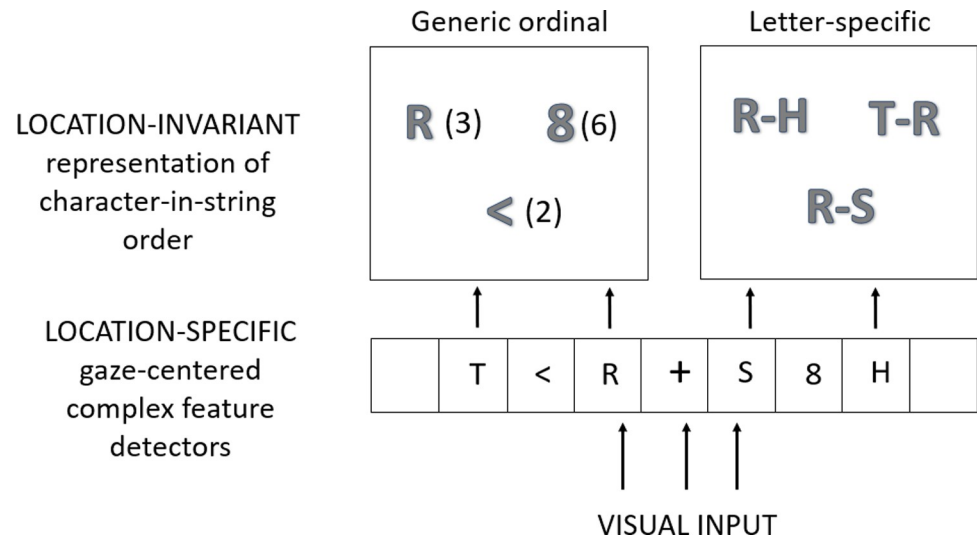 Generic ordinal
Letter-specific
LOCATION-INVARIANT
representation of
character-in-string
order
R (3) 8 (6)
< (2)
R-H T-R
R-S
LOCATION-SPECIFIC
gaze-centered
complex feature
detectors
T < R + S 8 H
VISUAL INPUT